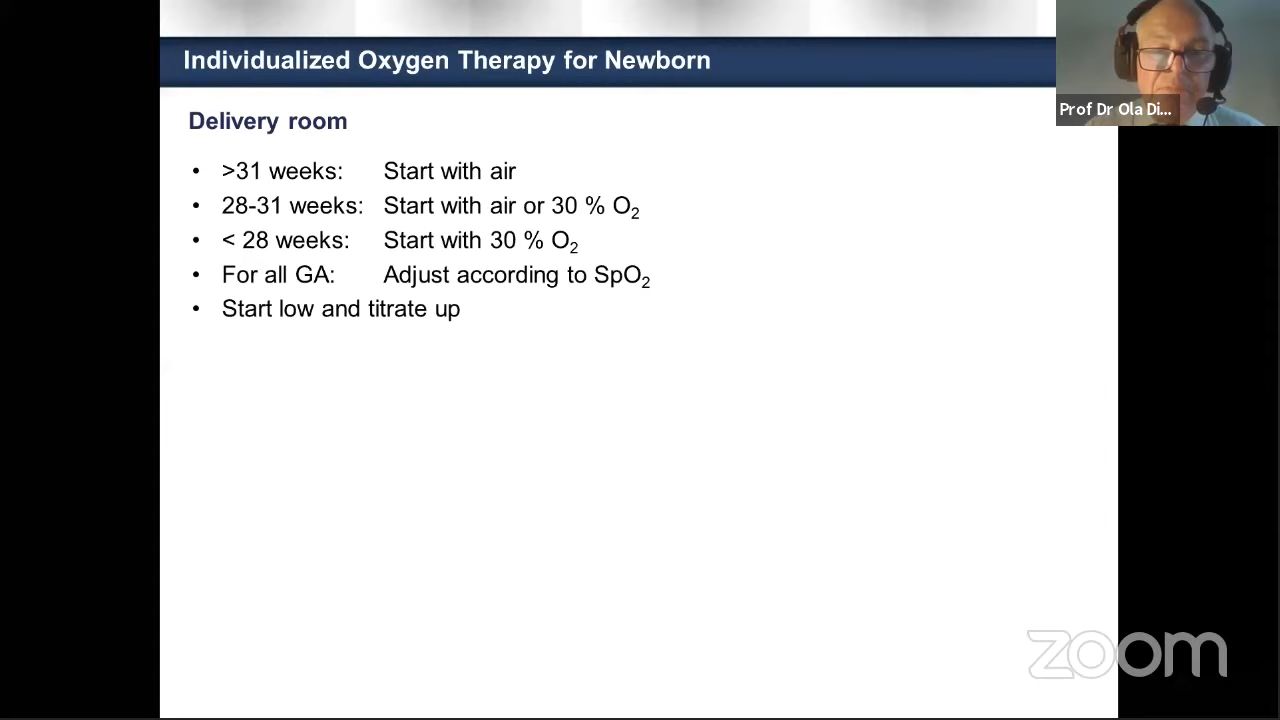 Individualized Oxygen Therapy for Newborn
Prof Dr Ola Di...
Delivery room
• >31 weeks: Start with air
• 28-31 weeks: Start with air or 30 % O₂
• < 28 weeks: Start with 30 % O₂
• For all GA: Adjust according to SpO₂
• Start low and titrate up
zoom